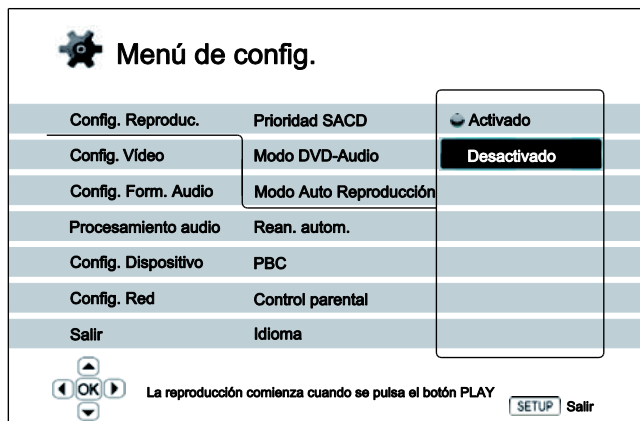 Menú de config.
Config. Reproduc. Prioridad SACD Activado
Config. Vídeo Modo DVD-Audio Desactivado
Config. Form. Audio Modo Auto Reproducción
Procesamiento audio Rean. autom.
Config. Dispositivo PBC
Config. Red Control parental
Salir Idioma
OK La reproducción comienza cuando se pulsa el botón PLAY
SETUP Salir